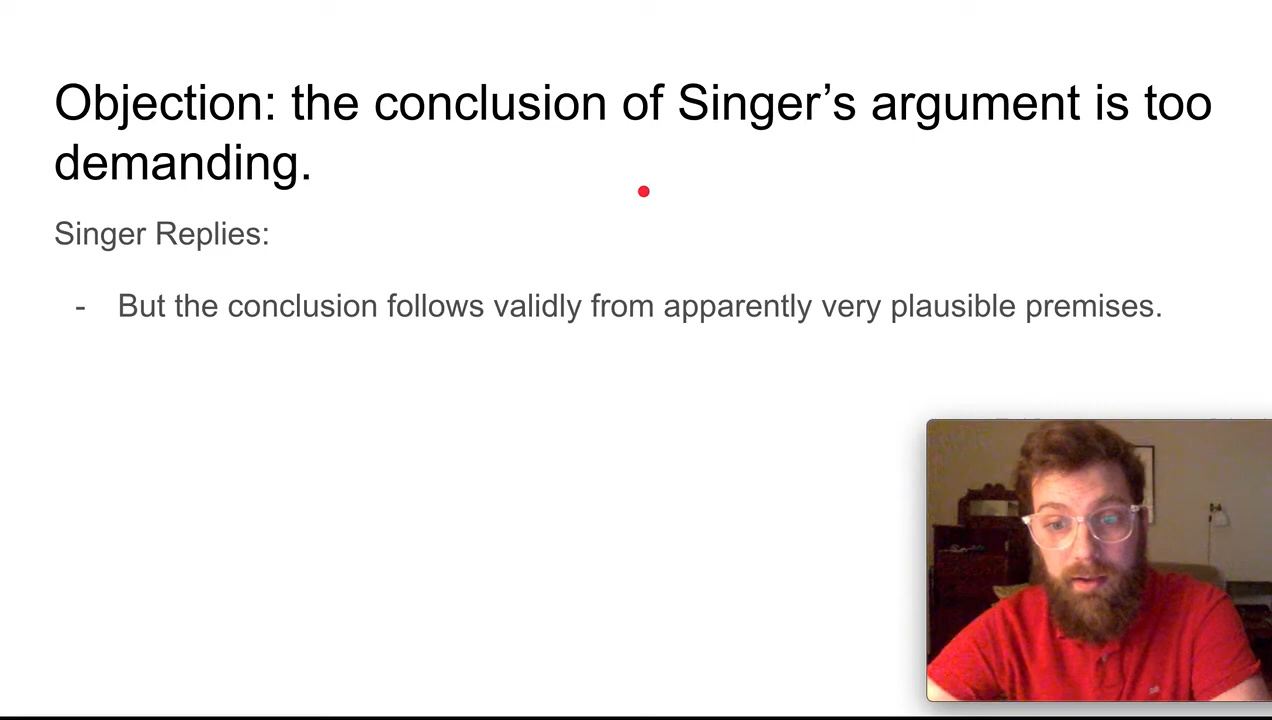 Objection: the conclusion of Singer’s argument is too
demanding.
Singer Replies:
- But the conclusion follows validly from apparently very plausible premises.